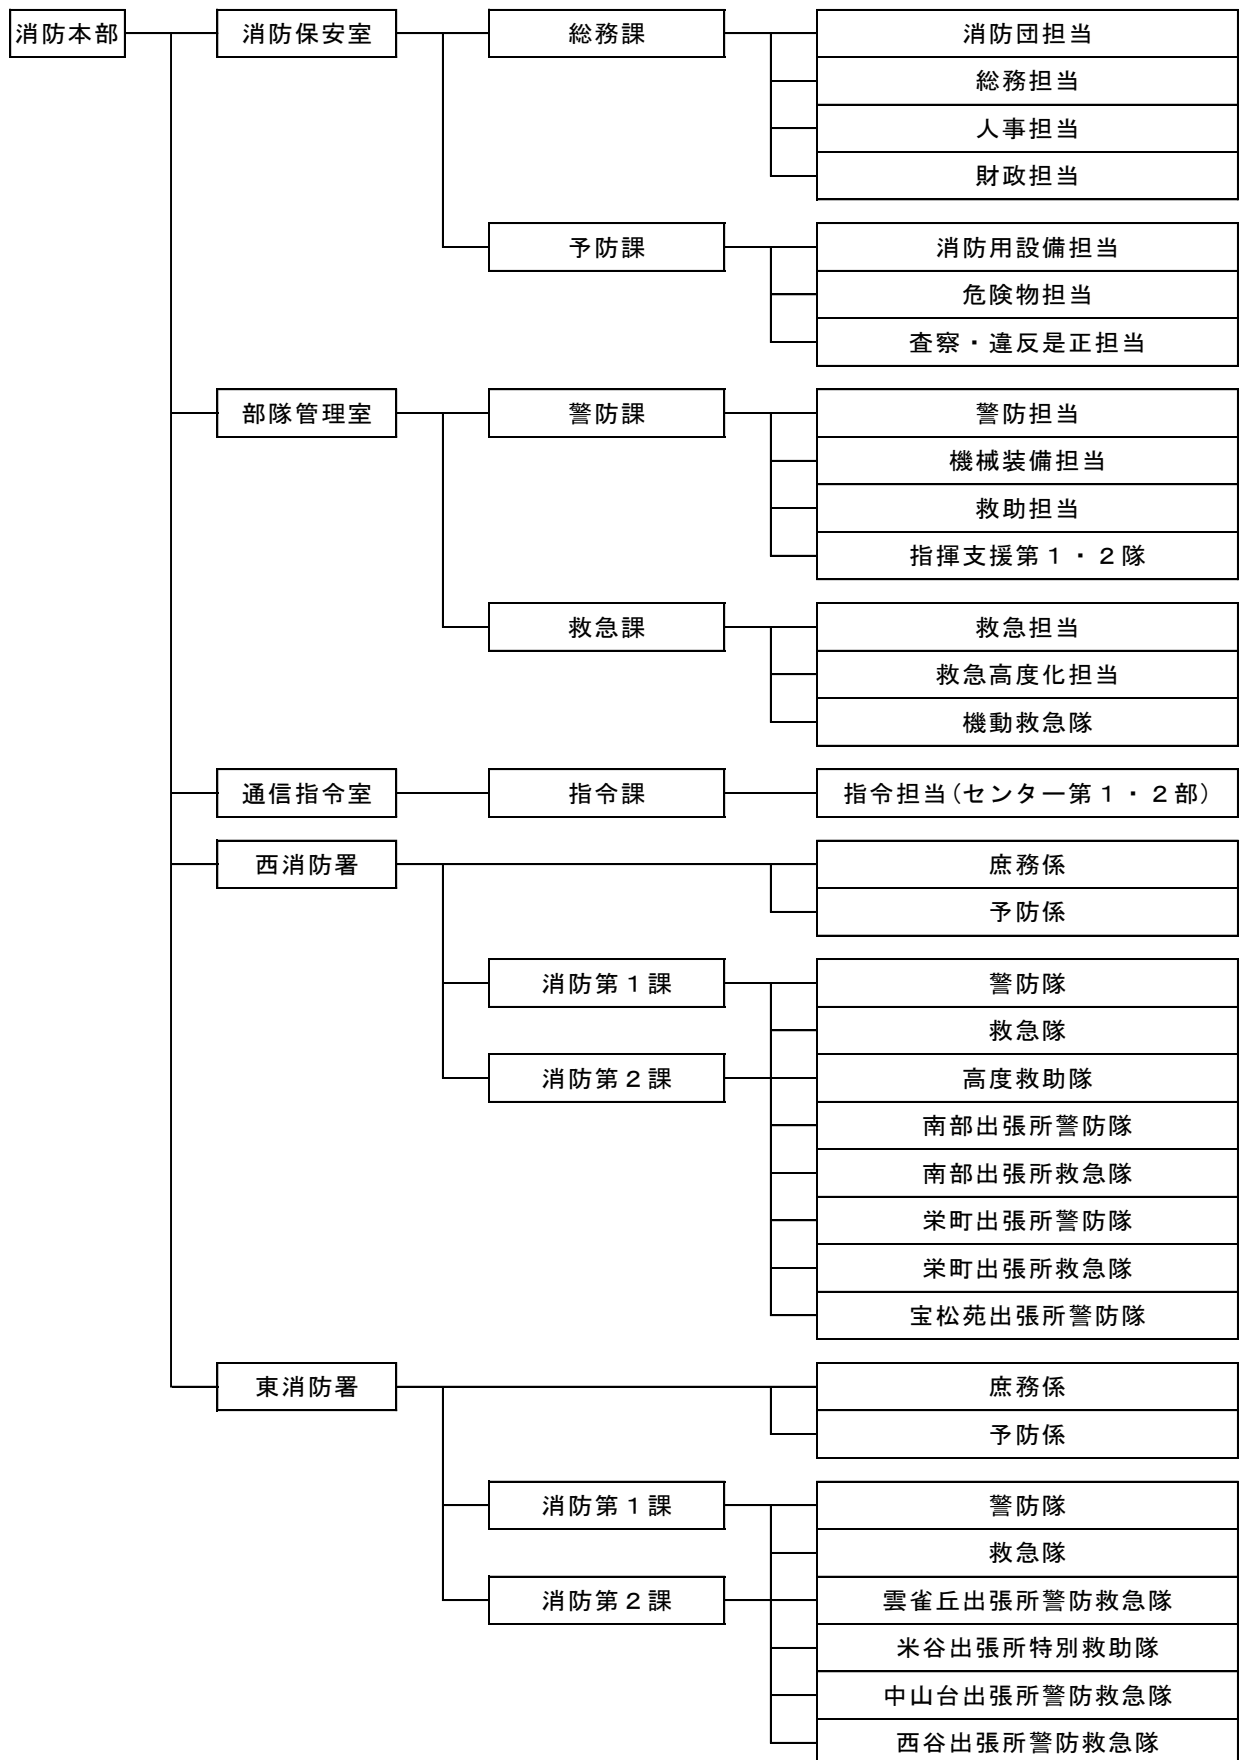 消防本部
消防保安室
総務課
消防団担当
総務担当
人事担当
財政担当
予防課
消防用設備担当
危険物担当
査察・違反是正担当
部隊管理室
警防課
警防担当
機械装備担当
救助担当
指揮支援第１・２隊
救急課
救急担当
救急高度化担当
機動救急隊
通信指令室
指令課
指令担当(センター第１・２部)
西消防署
庶務係
予防係
消防第１課
警防隊
救急隊
消防第２課
高度救助隊
南部出張所警防隊
南部出張所救急隊
栄町出張所警防隊
栄町出張所救急隊
宝松苑出張所警防隊
東消防署
庶務係
予防係
消防第１課
警防隊
救急隊
消防第２課
雲雀丘出張所警防救急隊
米谷出張所特別救助隊
中山台出張所警防救急隊
西谷出張所警防救急隊